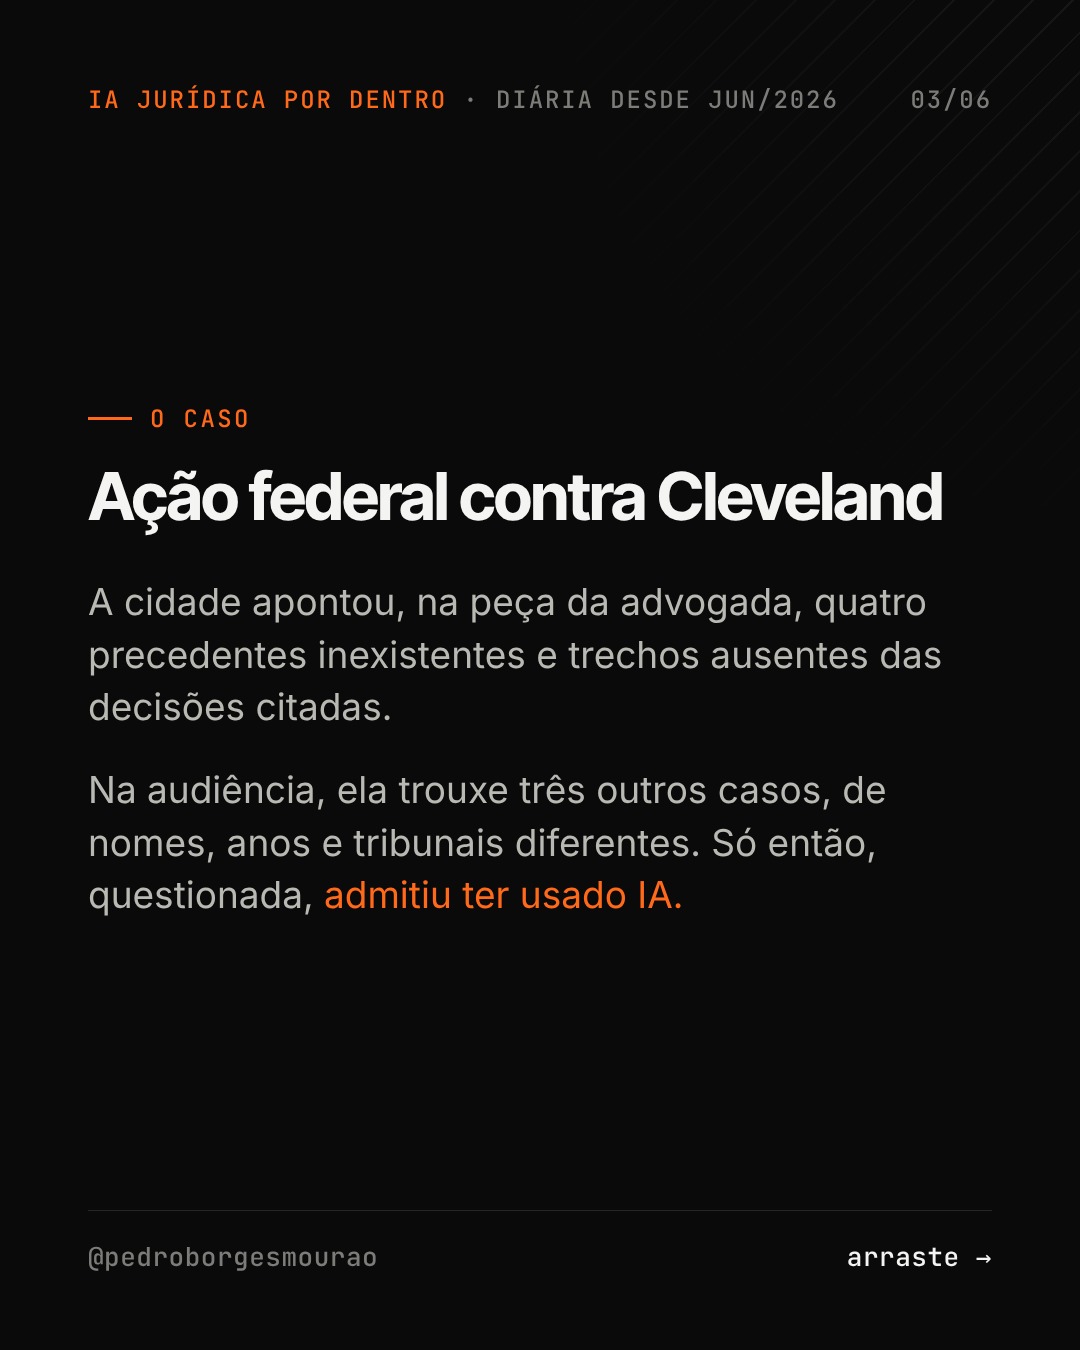 IA JURÍDICA POR DENTRO · DIÁRIA DESDE JUN/2026 03/06
O CASO
Ação federal contra Cleveland
A cidade apontou, na peça da advogada, quatro
precedentes inexistentes e trechos ausentes das
decisões citadas.
Na audiência, ela trouxe três outros casos, de
nomes, anos e tribunais diferentes. Só então,
questionada, admitiu ter usado IA.
@pedroborgesmourao arraste →